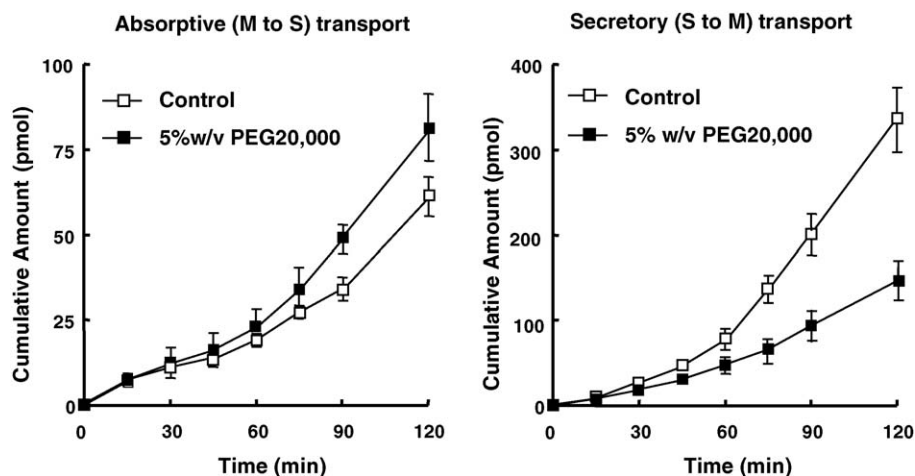 Absorptive (M to S) transport
Cumulative Amount (pmol)
100
75
50
25
0
Control
5%w/v PEG20,000
0 30 60 90 120
Time (min)
Secretory (S to M) transport
Cumulative Amount (pmol)
400
300
200
100
0
Control
5% w/v PEG20,000
0 30 60 90 120
Time (min)